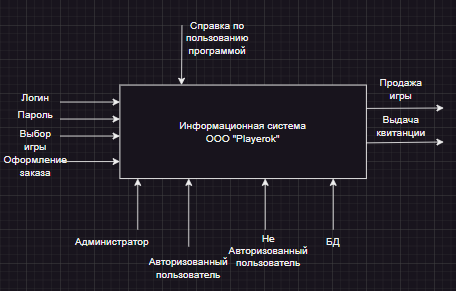 Справка по
пользованию
программой
Логин
Пароль
Выбор
игры
Оформление
заказа
Информационная система
ООО "Playerok"
Продажа
игры
Выдача
квитанции
Администратор
Авторизованный
пользователь
Не
Авторизованный
пользователь
БД